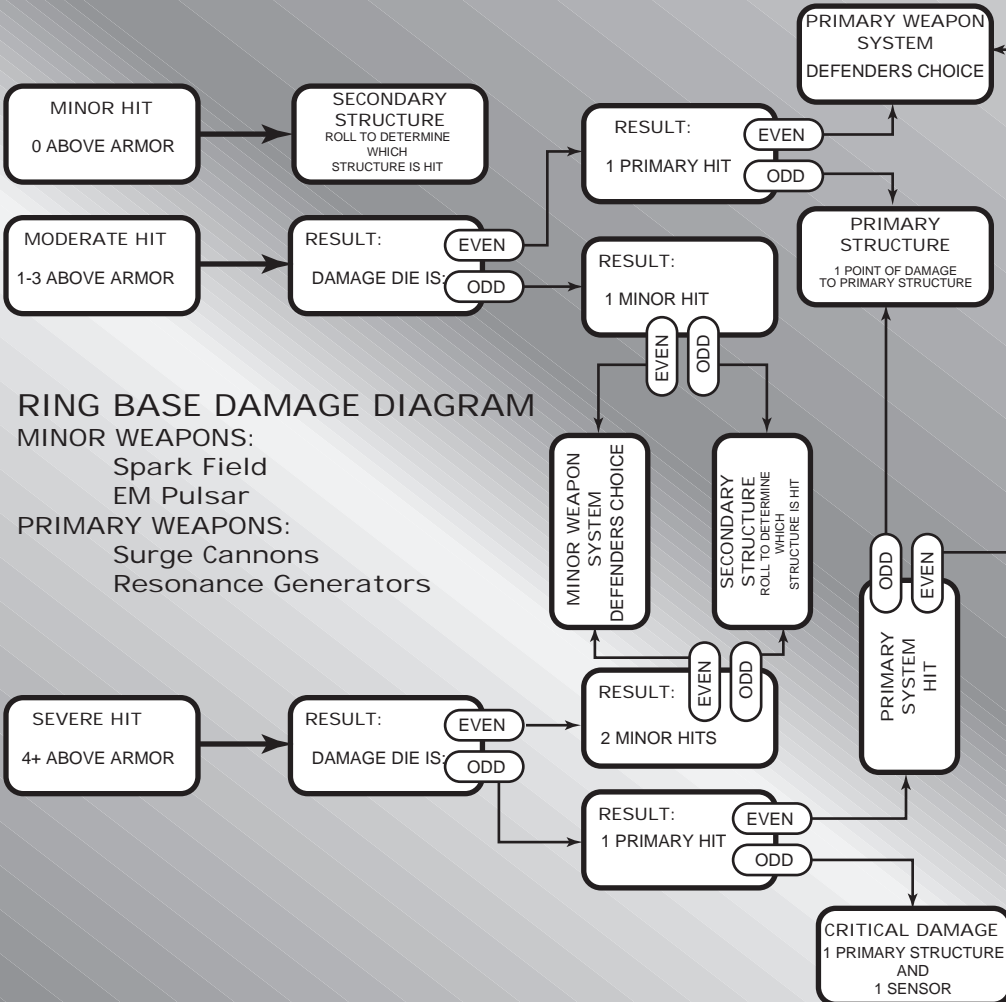 PRIMARY WEAPON
SYSTEM
DEFENDERS CHOICE
MINOR HIT
0 ABOVE ARMOR
SECONDARY
STRUCTURE
ROLL TO DETERMINE
WHICH
STRUCTURE IS HIT
RESULT:
1 PRIMARY HIT
EVEN
ODD
MODERATE HIT
1-3 ABOVE ARMOR
RESULT:
DAMAGE DIE IS:
EVEN
ODD
RESULT:
1 MINOR HIT
EVEN
ODD
PRIMARY
STRUCTURE
1 POINT OF DAMAGE
TO PRIMARY STRUCTURE
RING BASE DAMAGE DIAGRAM
MINOR WEAPONS:
Spark Field
EM Pulsar
PRIMARY WEAPONS:
Surge Cannons
Resonance Generators
MINOR WEAPON
SYSTEM
DEFENDERS CHOICE
SECONDARY
STRUCTURE
ROLL TO DETERMINE
WHICH
STRUCTURE IS HIT
ODD
EVEN
PRIMARY
SYSTEM
HIT
SEVERE HIT
4+ ABOVE ARMOR
RESULT:
DAMAGE DIE IS:
EVEN
ODD
RESULT:
2 MINOR HITS
EVEN
ODD
RESULT:
1 PRIMARY HIT
EVEN
ODD
CRITICAL DAMAGE
1 PRIMARY STRUCTURE
AND
1 SENSOR